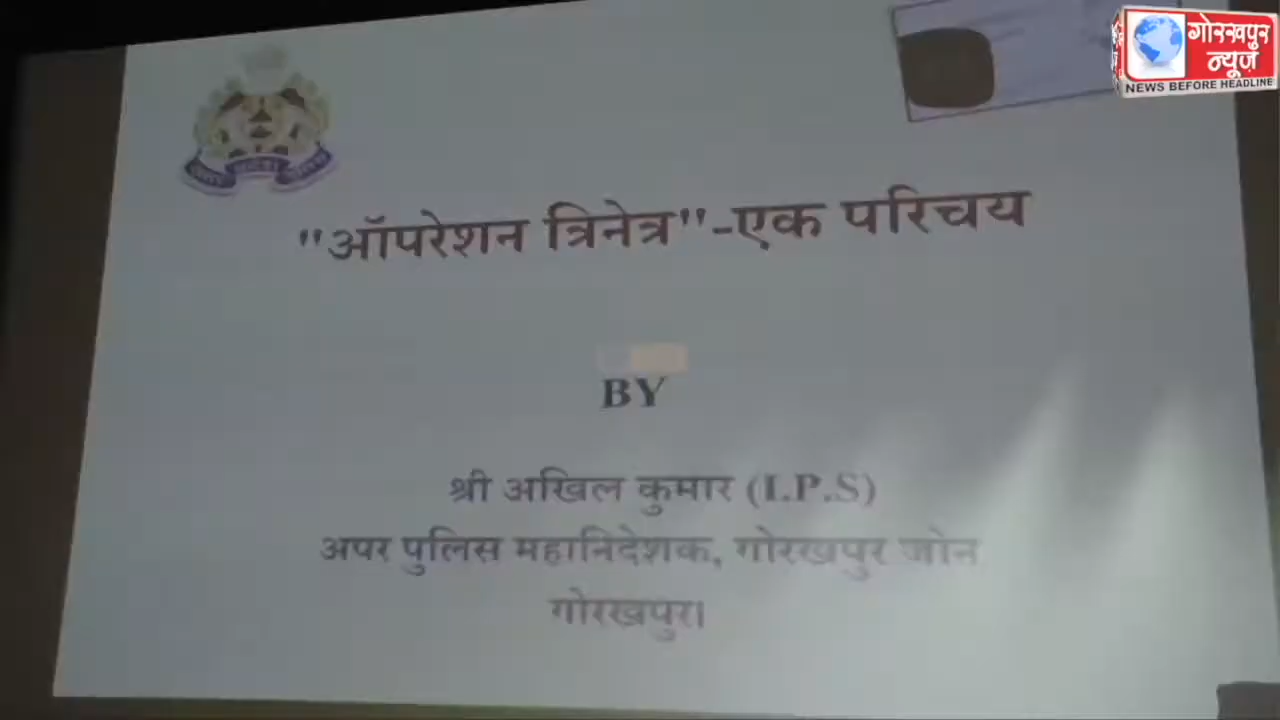 गोरखपुर
न्यूज़
NEWS BEFORE HEADLINE
"ऑपरेशन त्रिनेत्र"-एक परिचय
BY
श्री अखिल कुमार (I.P.S)
अपर पुलिस महानिदेशक, गोरखपुर जोन
गोरखपुर।